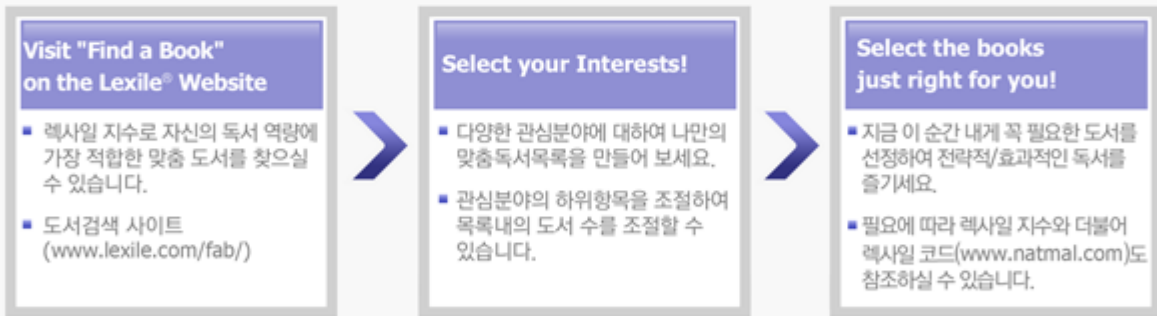 Visit "Find a Book"
on the Lexile® Website
렉사일 지수로 자신의 독서 역량에
가장 적합한 맞춤 도서를 찾으실
수 있습니다.
도서검색 사이트
(www.lexile.com/fab/)
Select your Interests!
다양한 관심분야에 대하여 나만의
맞춤독서목록을 만들어 보세요.
관심분야의 하위항목을 조절하여
목록내의 도서 수를 조절할 수
있습니다.
Select the books
just right for you!
지금 이 순간 내게 꼭 필요한 도서를
선정하여 전략적/효과적인 독서를
즐기세요.
필요에 따라 렉사일 지수와 더불어
렉사일 코드(www.natmal.com)도
참조하실 수 있습니다.